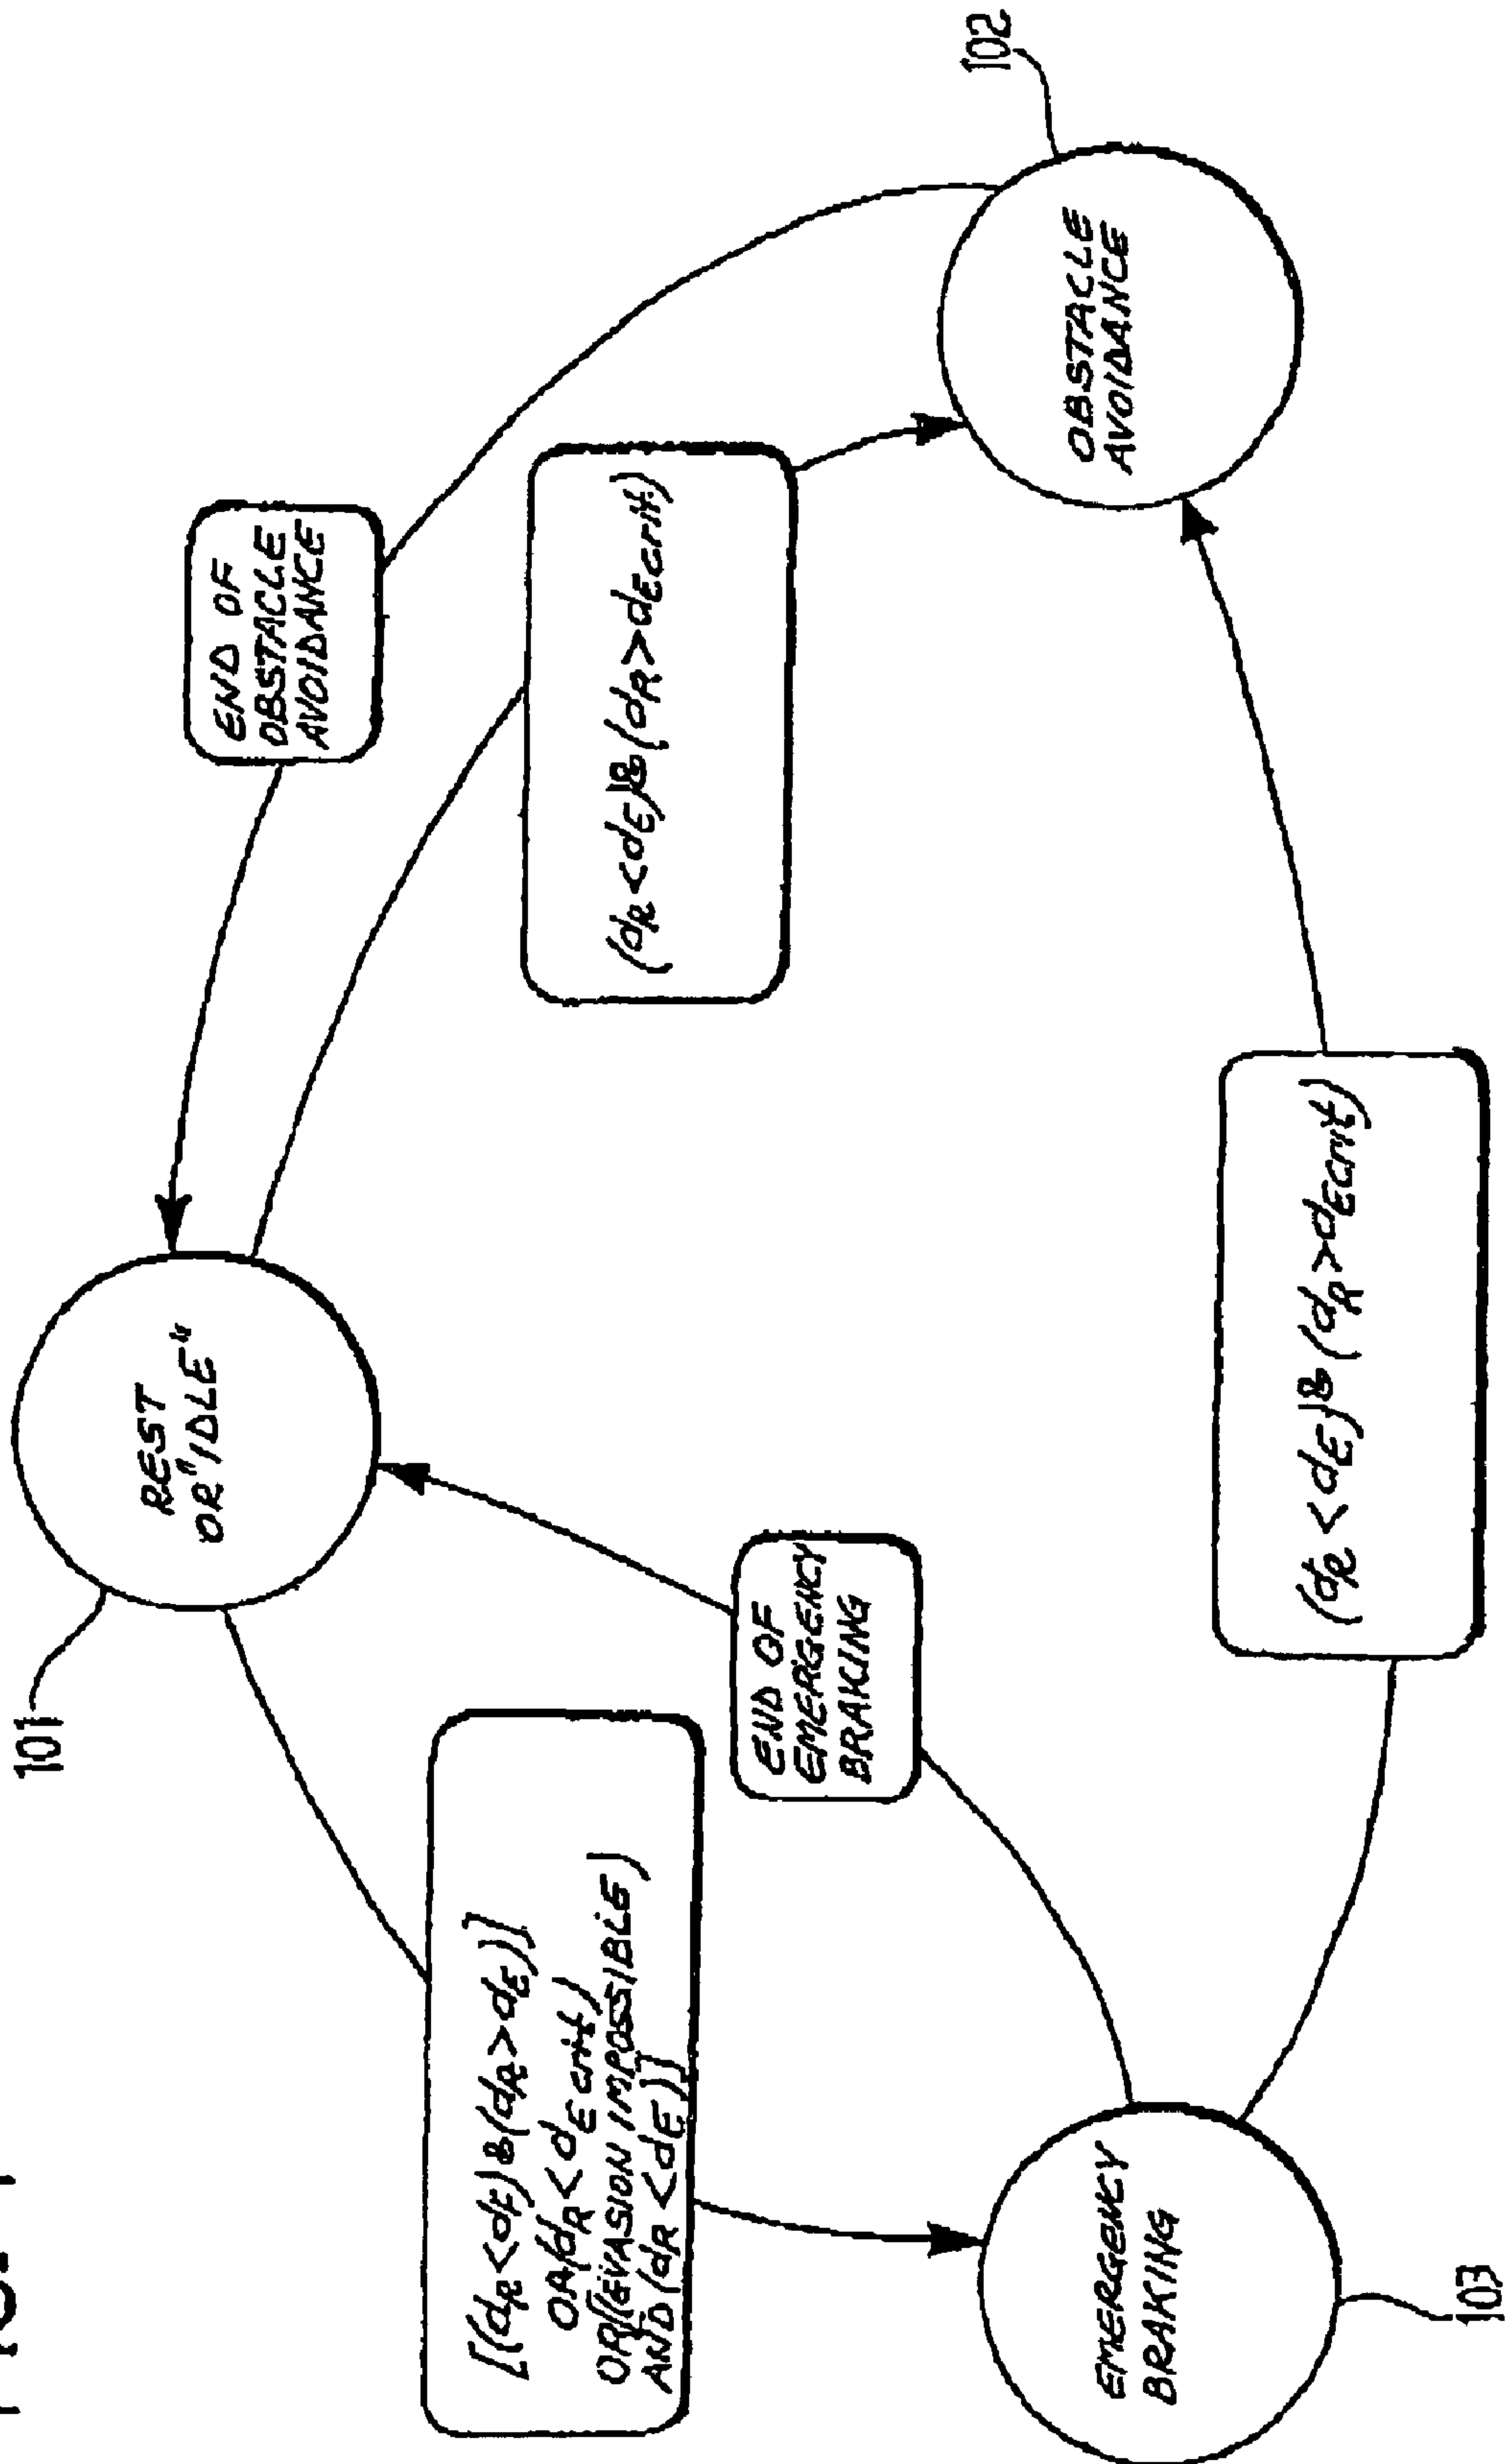 101
REST
OR "IDLE"
END OF
OBSTACLE
AVOIDANCE
[(dR<dF)&(dR>dE)]
OR(dR<dEcrit)
OR[(EVASION IMPOSSIBLE)
AND(dR<dE)]
END OF
EMERGENCY
BRAKING
(dR<dE)&(dR>dEcrit)
102
OBSTACLE
AVOIDANCE
EMERGENCY
BRAKING
103
(dR<dE)&(dR>dEcrit)